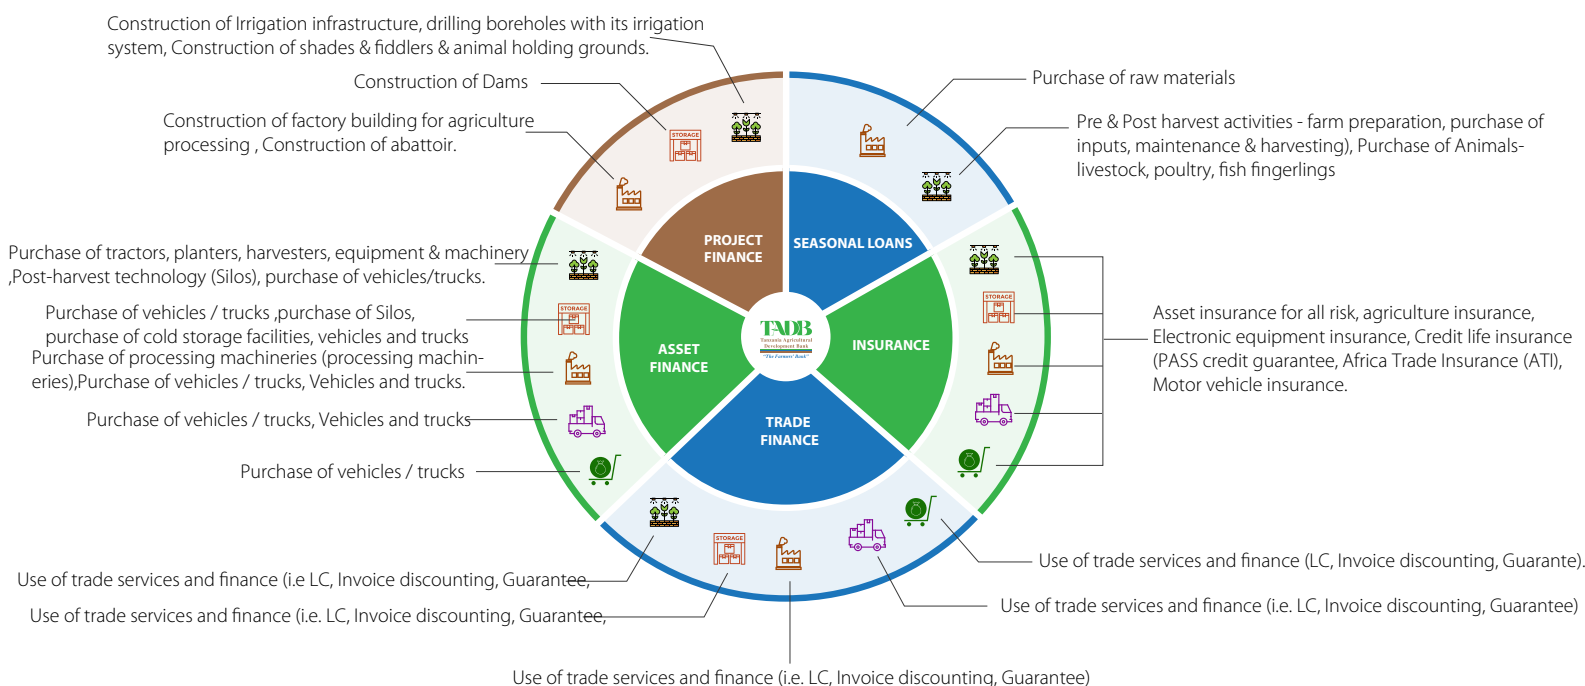 Construction of Irrigation infrastructure, drilling boreholes with its irrigation
system, Construction of shades & fiddlers & animal holding grounds.
Construction of Dams
Construction of factory building for agriculture
processing , Construction of abattoir.
Purchase of raw materials
Pre & Post harvest activities - farm preparation, purchase of
inputs, maintenance & harvesting), Purchase of Animals-
livestock, poultry, fish fingerlings
STORAGE
PROJECT
FINANCE
SEASONAL LOANS
Purchase of tractors, planters, harvesters, equipment & machinery
,Post-harvest technology (Silos), purchase of vehicles/trucks.
Purchase of vehicles / trucks ,purchase of Silos,
purchase of cold storage facilities, vehicles and trucks
Purchase of processing machineries (processing machin-
eries),Purchase of vehicles / trucks, Vehicles and trucks.
Purchase of vehicles / trucks, Vehicles and trucks
Purchase of vehicles / trucks
STORAGE
ASSET
FINANCE
TADB
Tanzania Agricultural
Development Bank
"The Farmers' Bank"
INSURANCE
STORAGE
Asset insurance for all risk, agriculture insurance,
Electronic equipment insurance, Credit life insurance
(PASS credit guarantee, Africa Trade Insurance (ATI),
Motor vehicle insurance.
TRADE
FINANCE
STORAGE
Use of trade services and finance (i.e LC, Invoice discounting, Guarantee,
Use of trade services and finance (i.e. LC, Invoice discounting, Guarantee,
Use of trade services and finance (i.e. LC, Invoice discounting, Guarantee)
Use of trade services and finance (LC, Invoice discounting, Guarante).
Use of trade services and finance (i.e. LC, Invoice discounting, Guarantee)